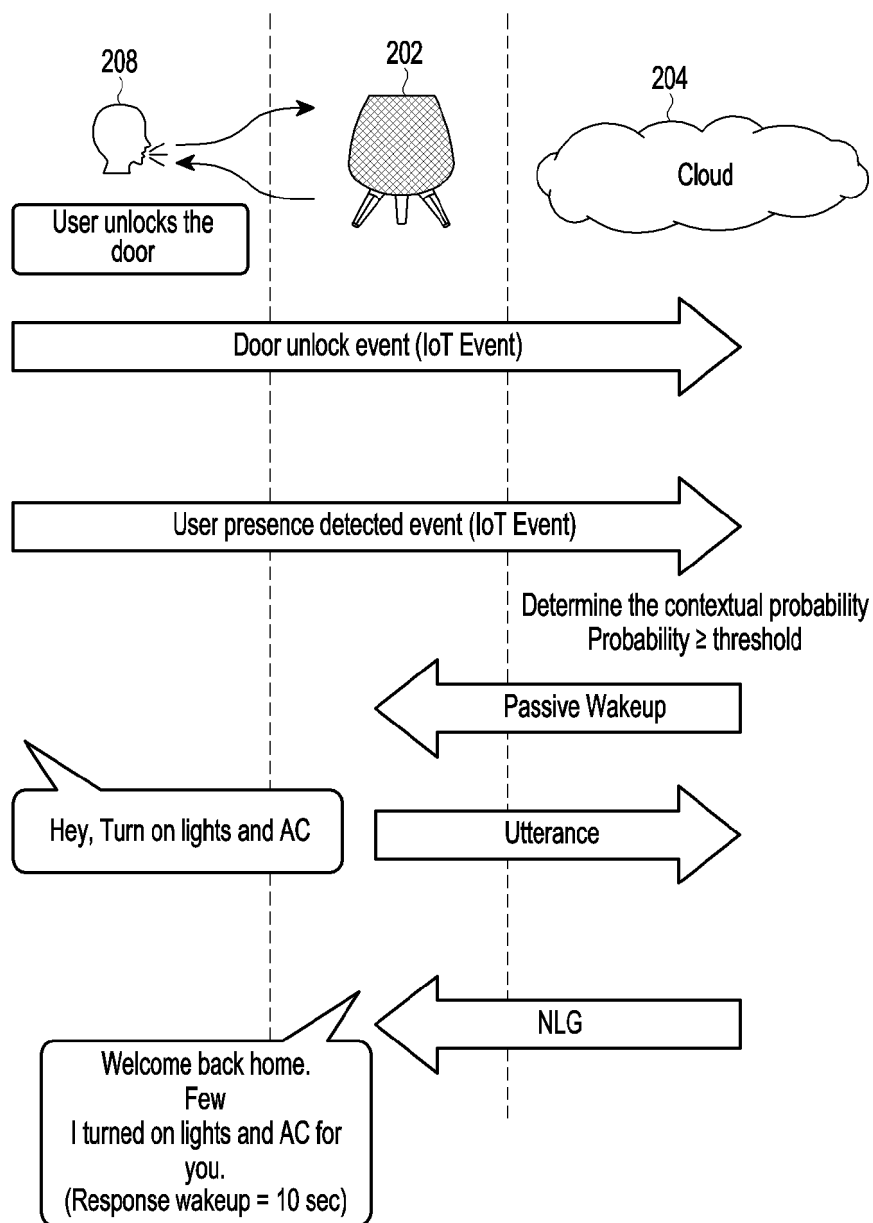 208
202
204
Cloud
User unlocks the
door
Door unlock event (IoT Event)
User presence detected event (IoT Event)
Determine the contextual probability
Probability ≥ threshold
Passive Wakeup
Hey, Turn on lights and AC
Utterance
NLG
Welcome back home.
Few
I turned on lights and AC for
you.
(Response wakeup = 10 sec)